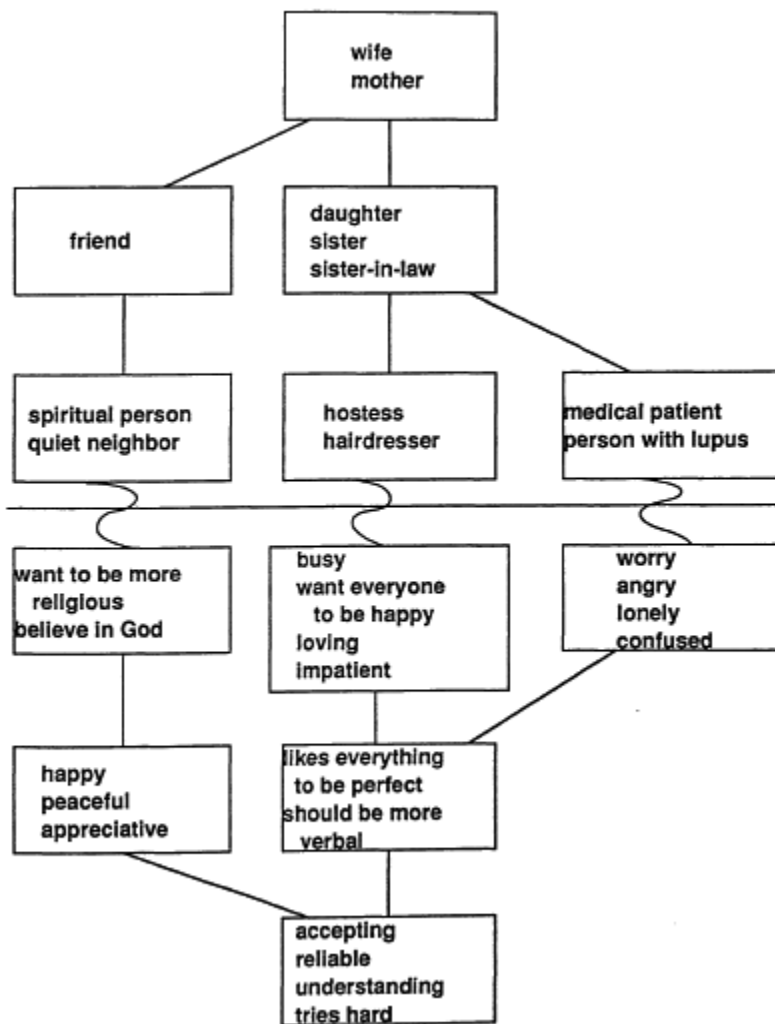 wife
mother
friend
daughter
sister
sister-in-law
spiritual person
quiet neighbor
hostess
hairdresser
medical patient
person with lupus
want to be more
religious
believe in God
busy
want everyone
to be happy
loving
impatient
worry
angry
lonely
confused
happy
peaceful
appreciative
likes everything
to be perfect
should be more
verbal
accepting
reliable
understanding
tries hard